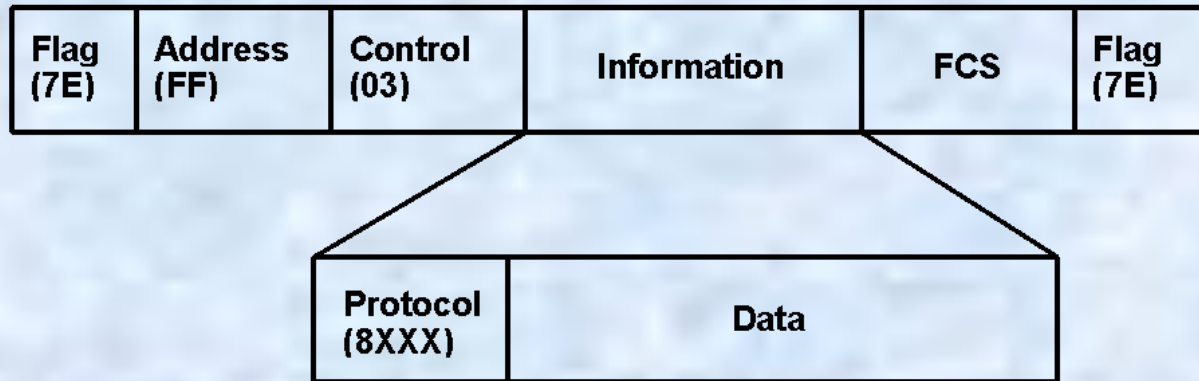 Flag
(7E)
Address
(FF)
Control
(03)
Information
FCS
Flag
(7E)
Protocol
(8XXX)
Data